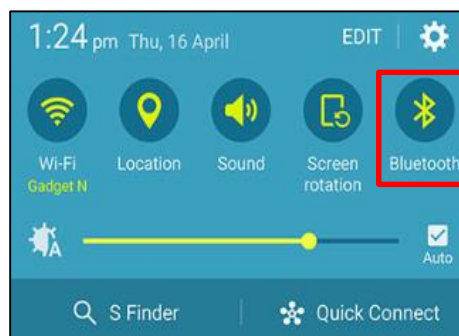 1:24 pm Thu, 16 April EDIT
Wi-Fi Location Sound Screen rotation Bluetooth
Gadget N
A
Auto
S Finder Quick Connect